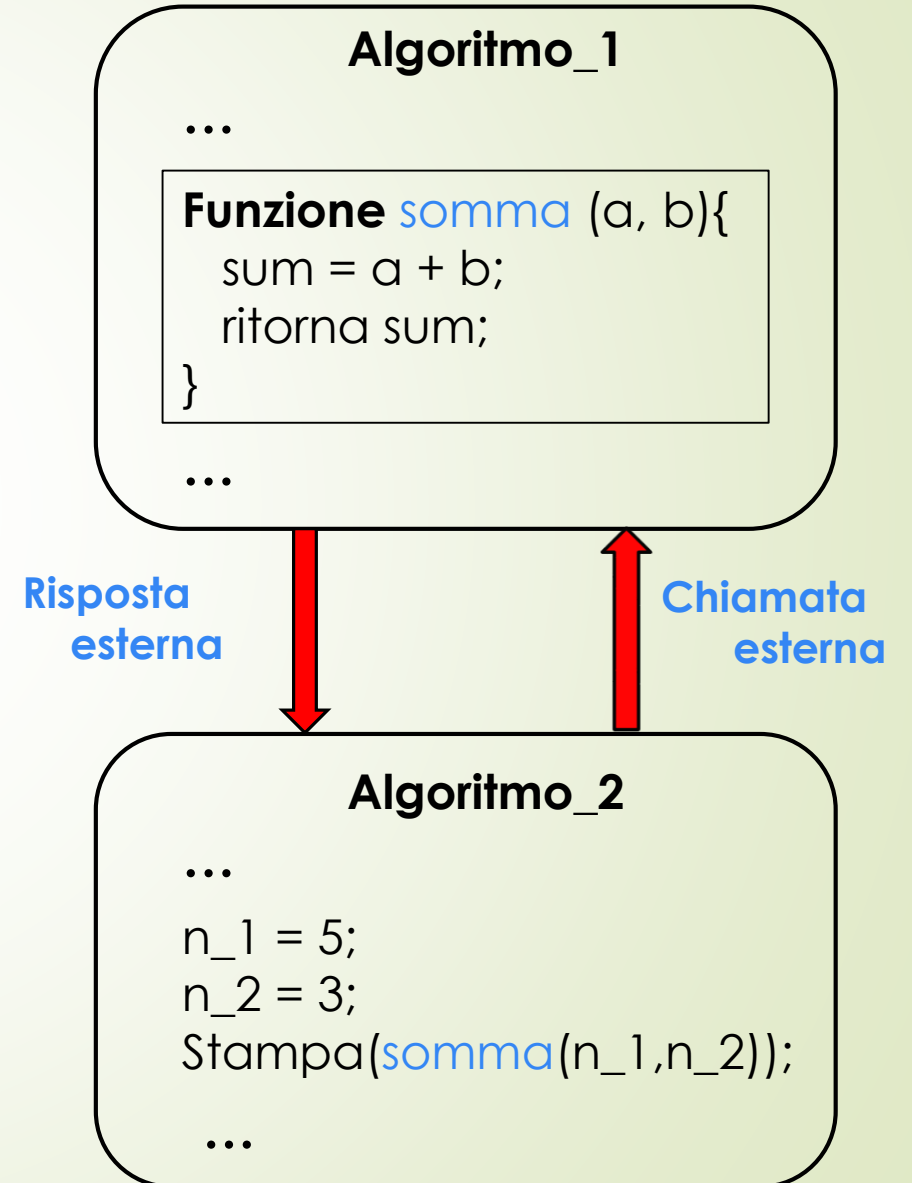 Algoritmo_1
...
Funzione somma (a, b){
sum = a + b;
ritorna sum;
}
...
Risposta
esterna
Chiamata
esterna
Algoritmo_2
...
n_1 = 5;
n_2 = 3;
Stampa(somma(n_1,n_2));
...